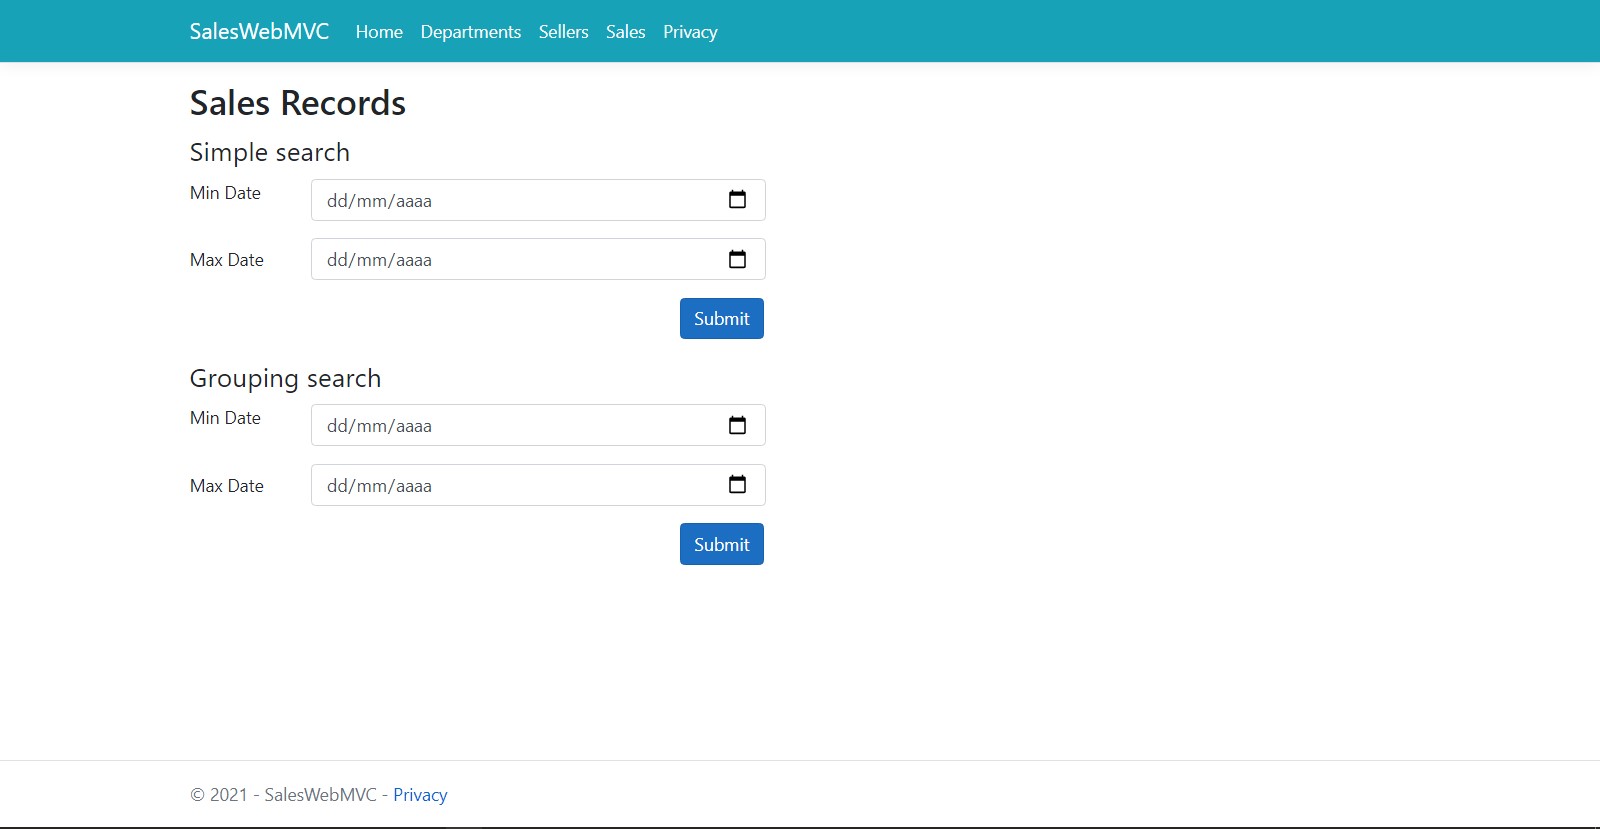 SalesWebMVC Home Departments Sellers Sales Privacy
Sales Records
Simple search
Min Date dd/mm/aaaa
Max Date dd/mm/aaaa
Submit
Grouping search
Min Date dd/mm/aaaa
Max Date dd/mm/aaaa
Submit
© 2021 - SalesWebMVC - Privacy